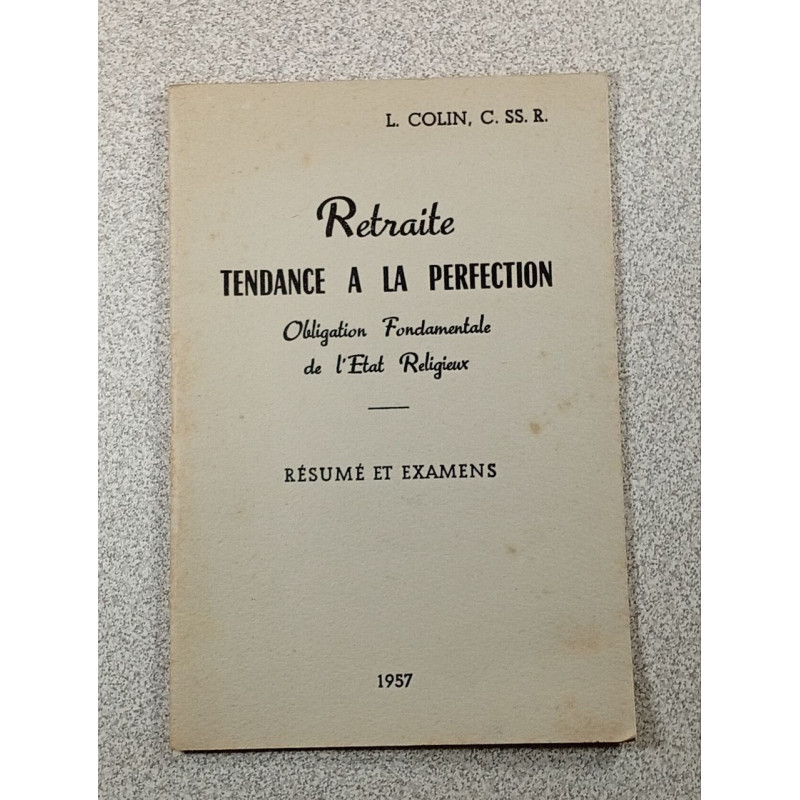 L. COLIN, C. SS. R.
Retraite
TENDANCE A LA PERFECTION
Obligation Fondamentale
de l'Etat Religieux
RÉSUMÉ ET EXAMENS
1957